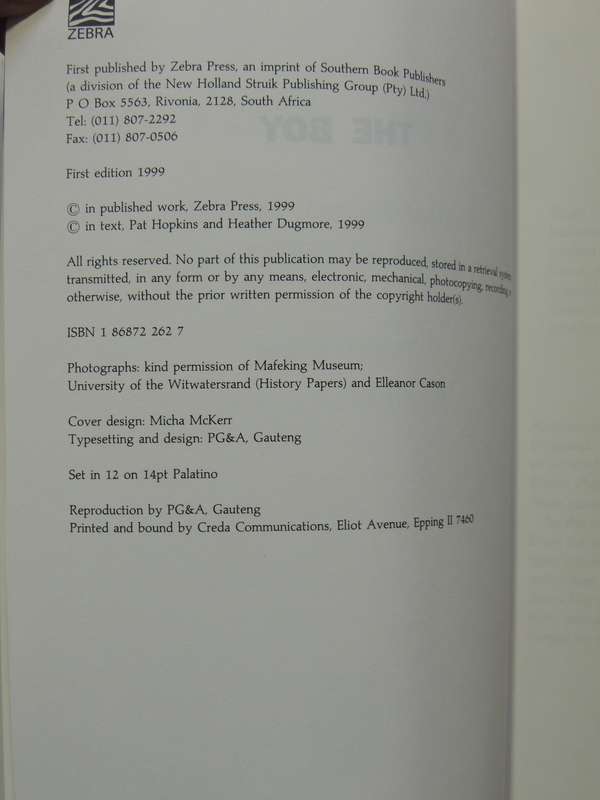 ZEBRA
First published by Zebra Press, an imprint of Southern Book Publishers
(a division of the New Holland Struik Publishing Group (Pty) Ltd.)
P O Box 5563, Rivonia, 2128, South Africa
Tel: (011) 807-2292
Fax: (011) 807-0506
THE BOY
First edition 1999
© in published work, Zebra Press, 1999
© in text, Pat Hopkins and Heather Dugmore, 1999
All rights reserved. No part of this publication may be reproduced, stored in a retrieval system
transmitted, in any form or by any means, electronic, mechanical, photocopying, recording
otherwise, without the prior written permission of the copyright holder(s).
ISBN 1 86872 262 7
Photographs: kind permission of Mafeking Museum;
University of the Witwatersrand (History Papers) and Elleanor Cason
Cover design: Micha McKerr
Typesetting and design: PG&A, Gauteng
Set in 12 on 14pt Palatino
Reproduction by PG&A, Gauteng
Printed and bound by Creda Communications, Eliot Avenue, Epping II 7460